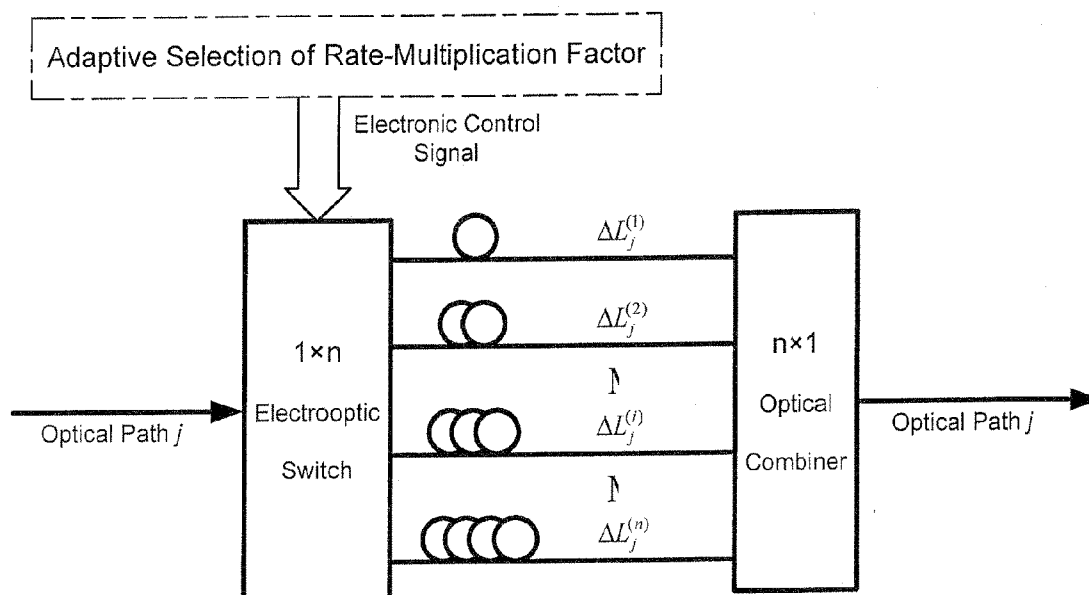 Adaptive Selection of Rate-Multiplication Factor
Electronic Control
Signal
ΔL_j^(1)
ΔL_j^(2)
1×n
Electrooptic
Switch
ΔL_j^(i)
ΔL_j^(n)
n×1
Optical
Combiner
Optical Path j
Optical Path j